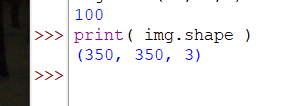 100
>>> print( img.shape )
(350, 350, 3)
>>>